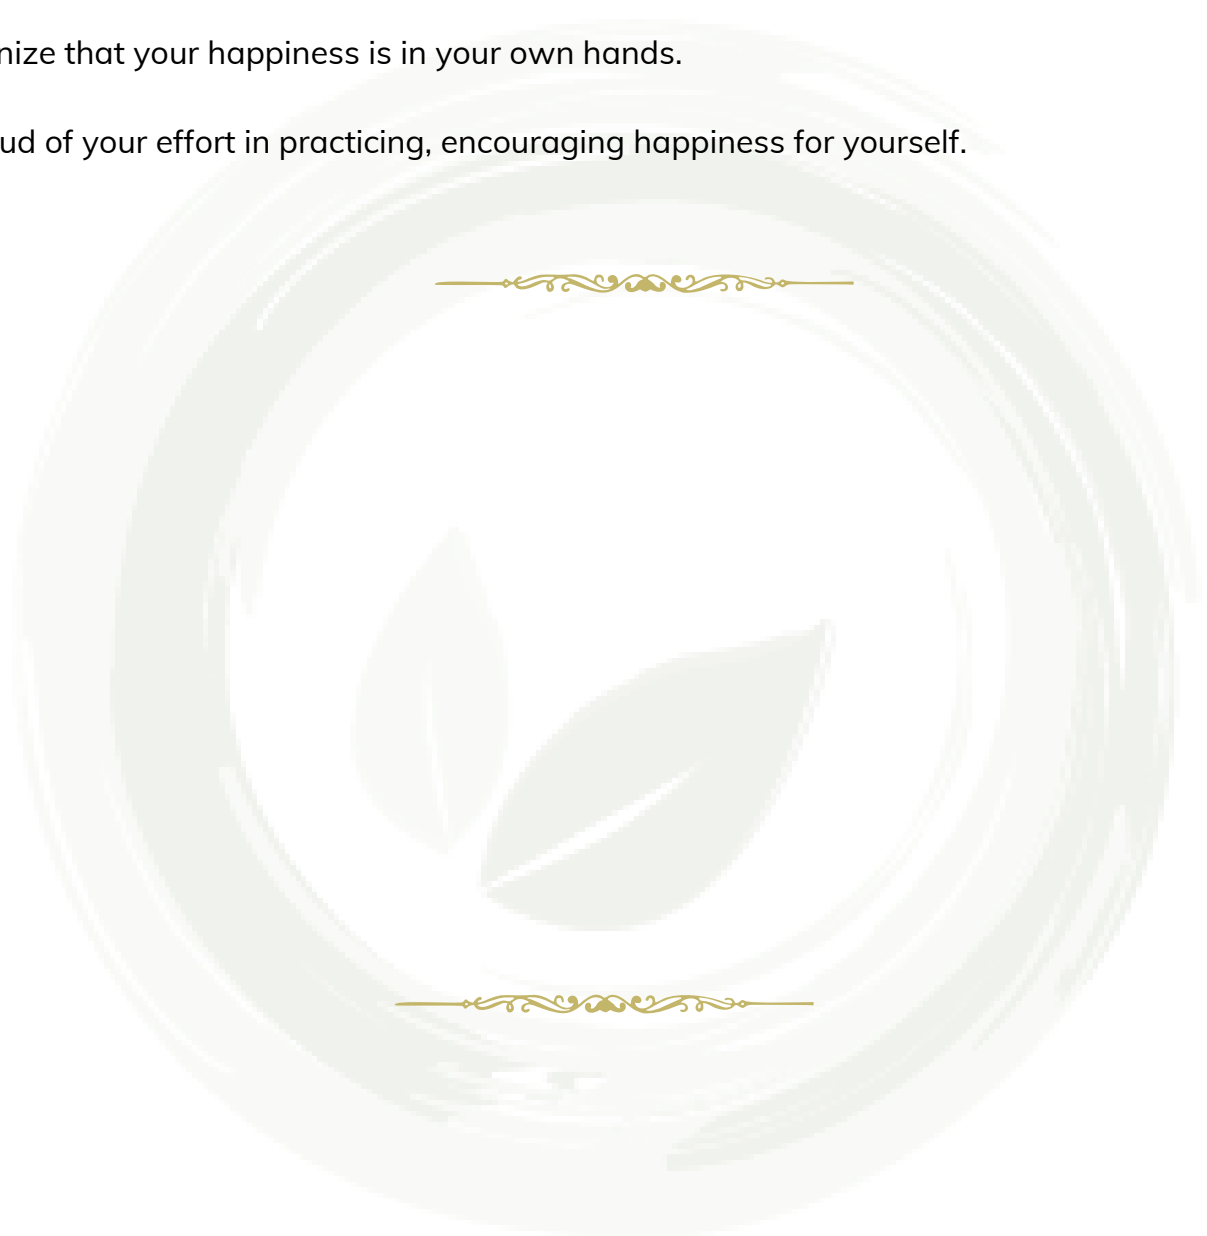 nize that your happiness is in your own hands.
ud of your effort in practicing, encouraging happiness for yourself.